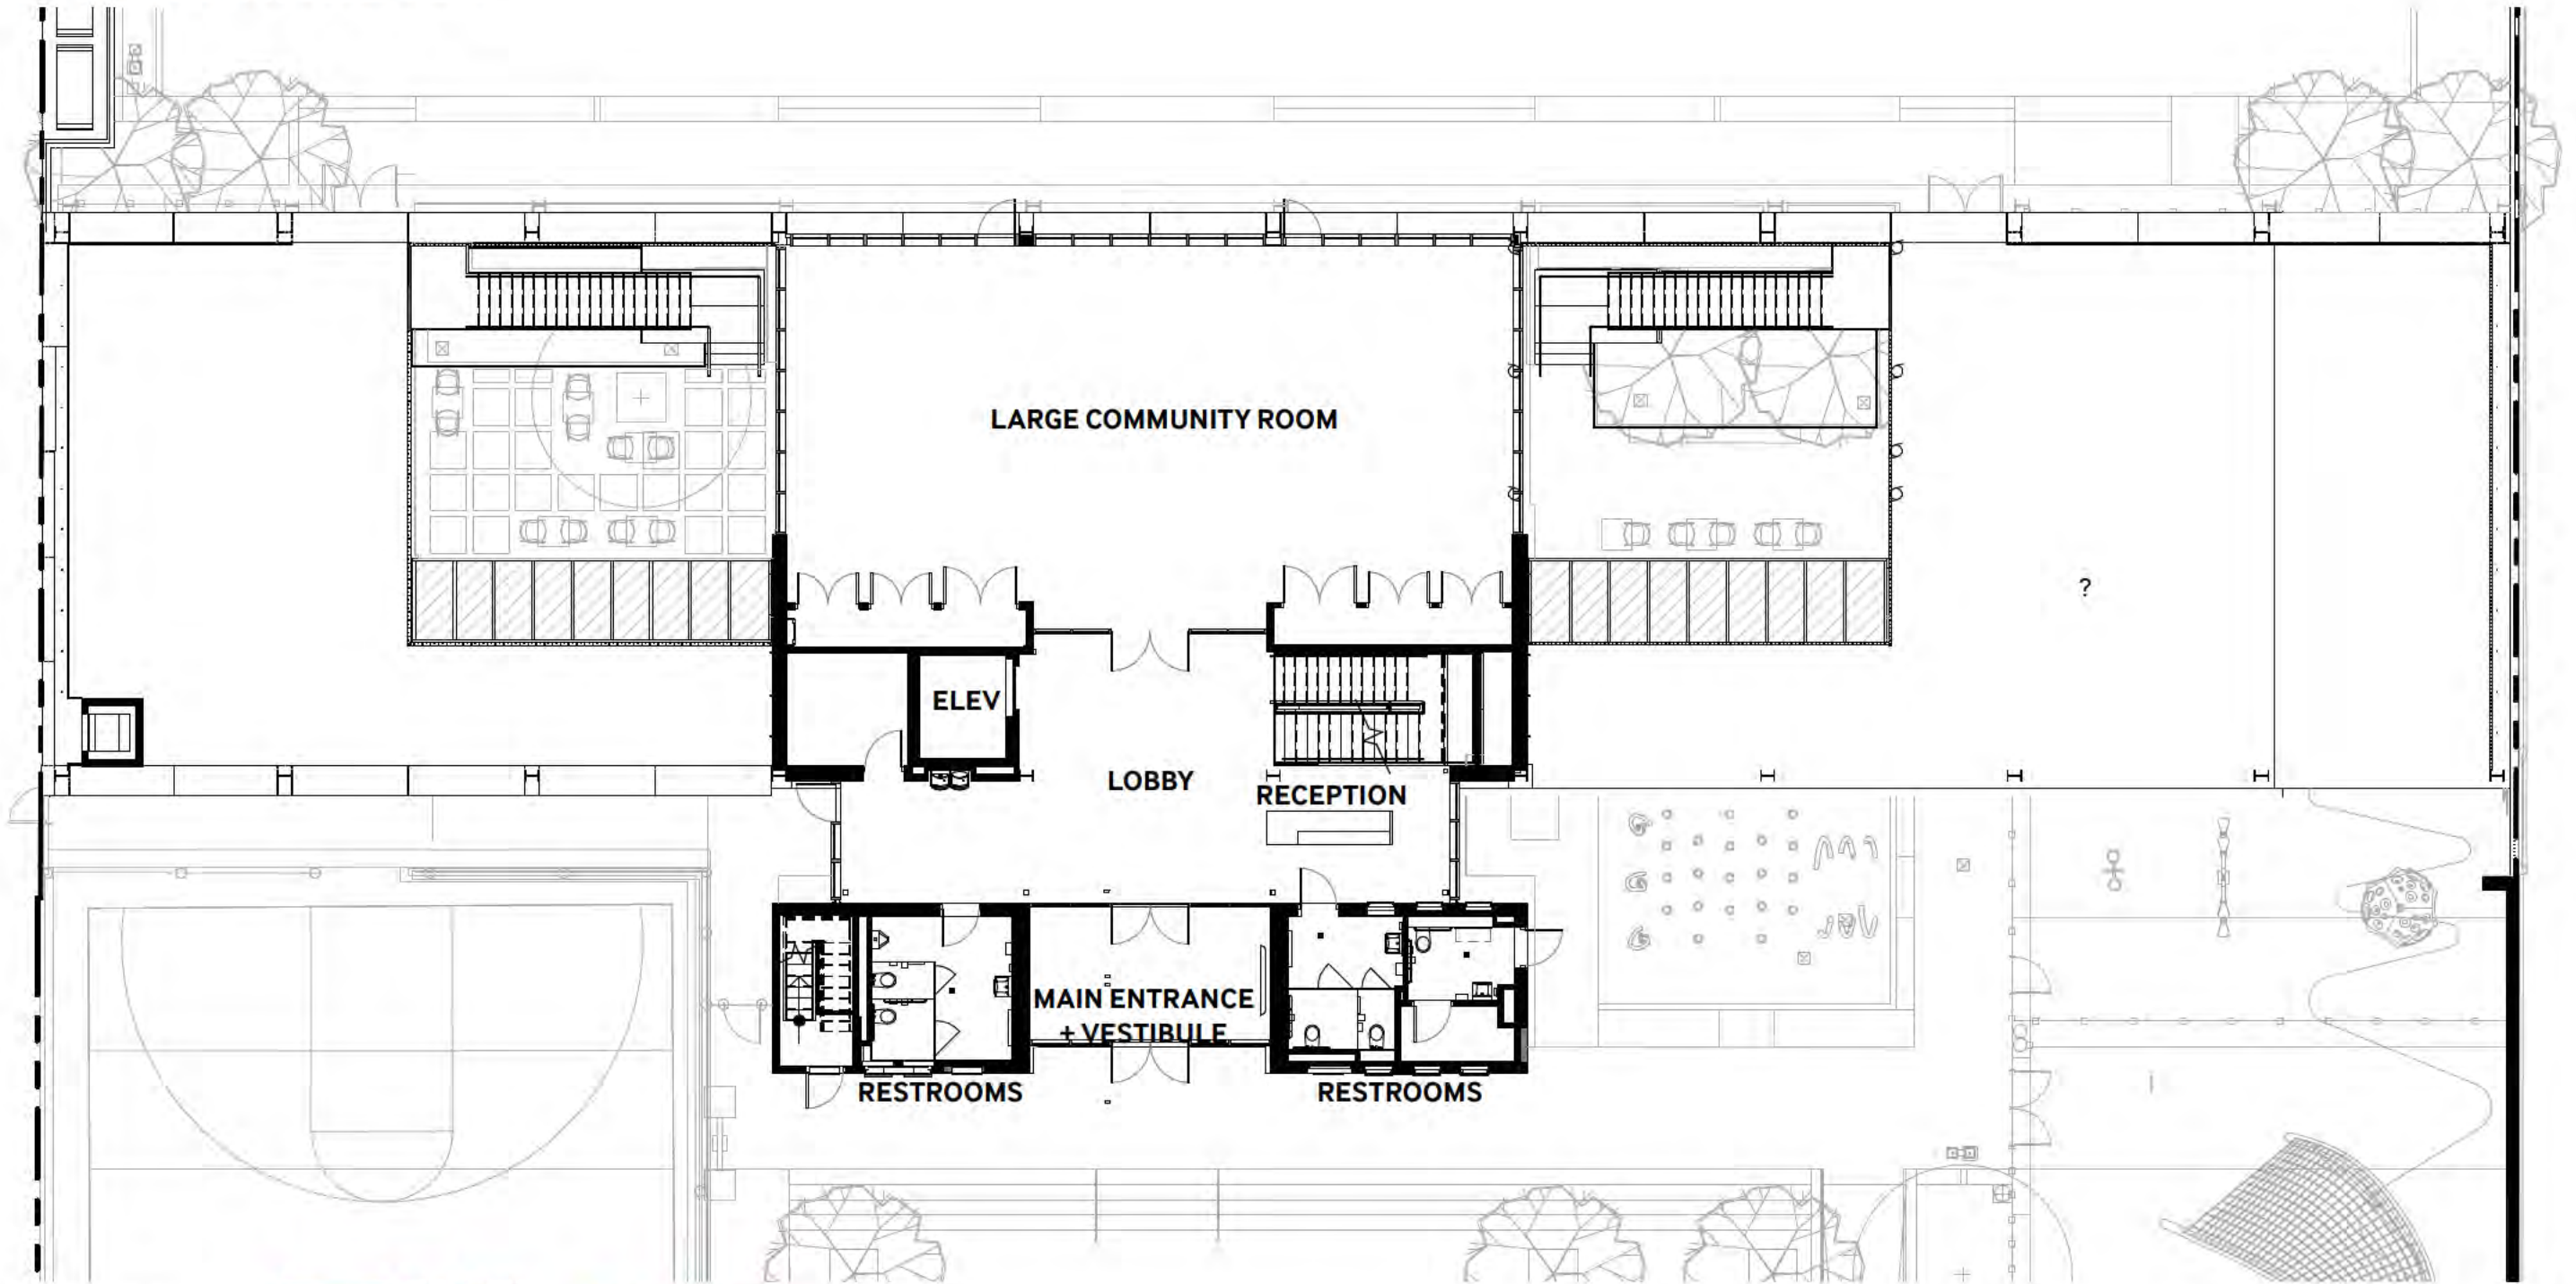 LARGE COMMUNITY ROOM
?
ELEV
LOBBY
RECEPTION
MAIN ENTRANCE
+ VESTIBULE
RESTROOMS
RESTROOMS